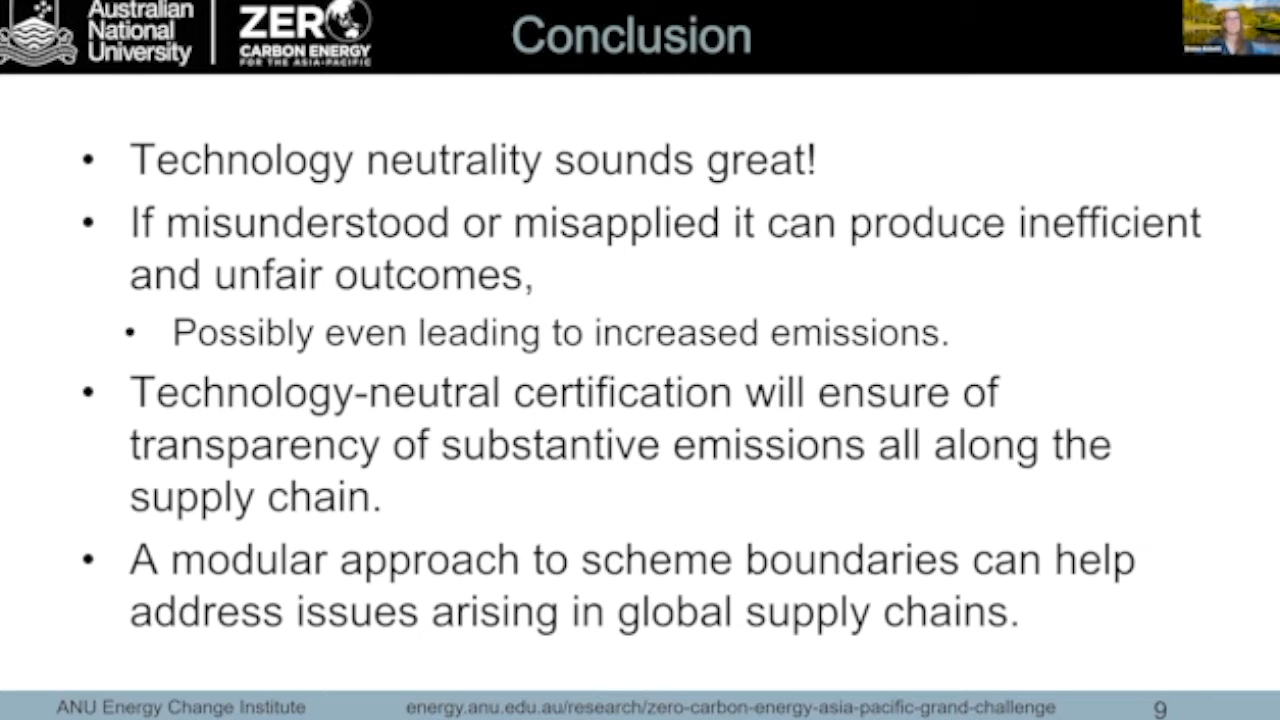 Australian
National
University
ZERO
CARBON ENERGY
FOR THE ASIA-PACIFIC
Conclusion
• Technology neutrality sounds great!
• If misunderstood or misapplied it can produce inefficient
and unfair outcomes,
• Possibly even leading to increased emissions.
• Technology-neutral certification will ensure of
transparency of substantive emissions all along the
supply chain.
• A modular approach to scheme boundaries can help
address issues arising in global supply chains.
ANU Energy Change Institute
energy.anu.edu.au/research/zero-carbon-energy-asia-pacific-grand-challenge
9